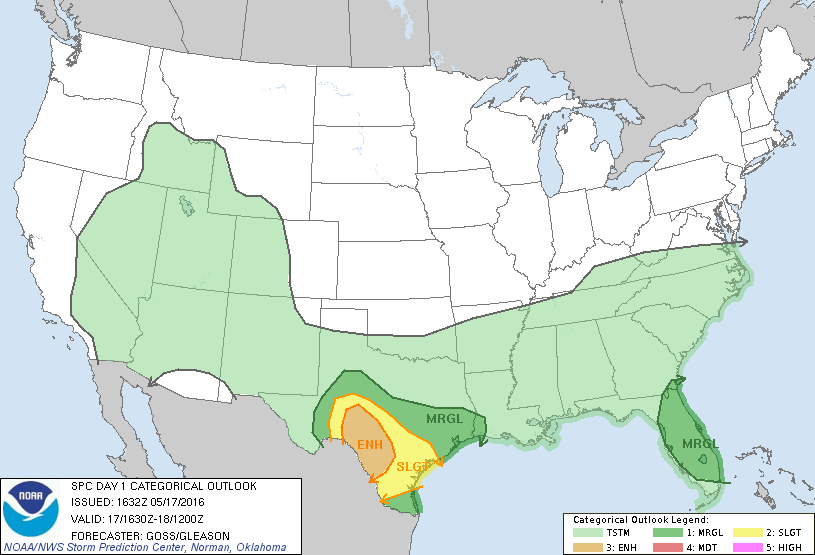 MRGL
ENH
SLGT
MRGL
NOAA
SPC DAY 1 CATEGORICAL OUTLOOK
ISSUED: 1632Z 05/17/2016
VALID: 17/1630Z-18/1200Z
FORECASTER: GOSS/GLEASON
NOAA/NWS Storm Prediction Center, Norman, Oklahoma
Categorical Outlook Legend:
TSTM 1: MRGL 2: SLGT
3: ENH 4: MDT 5: HIGH